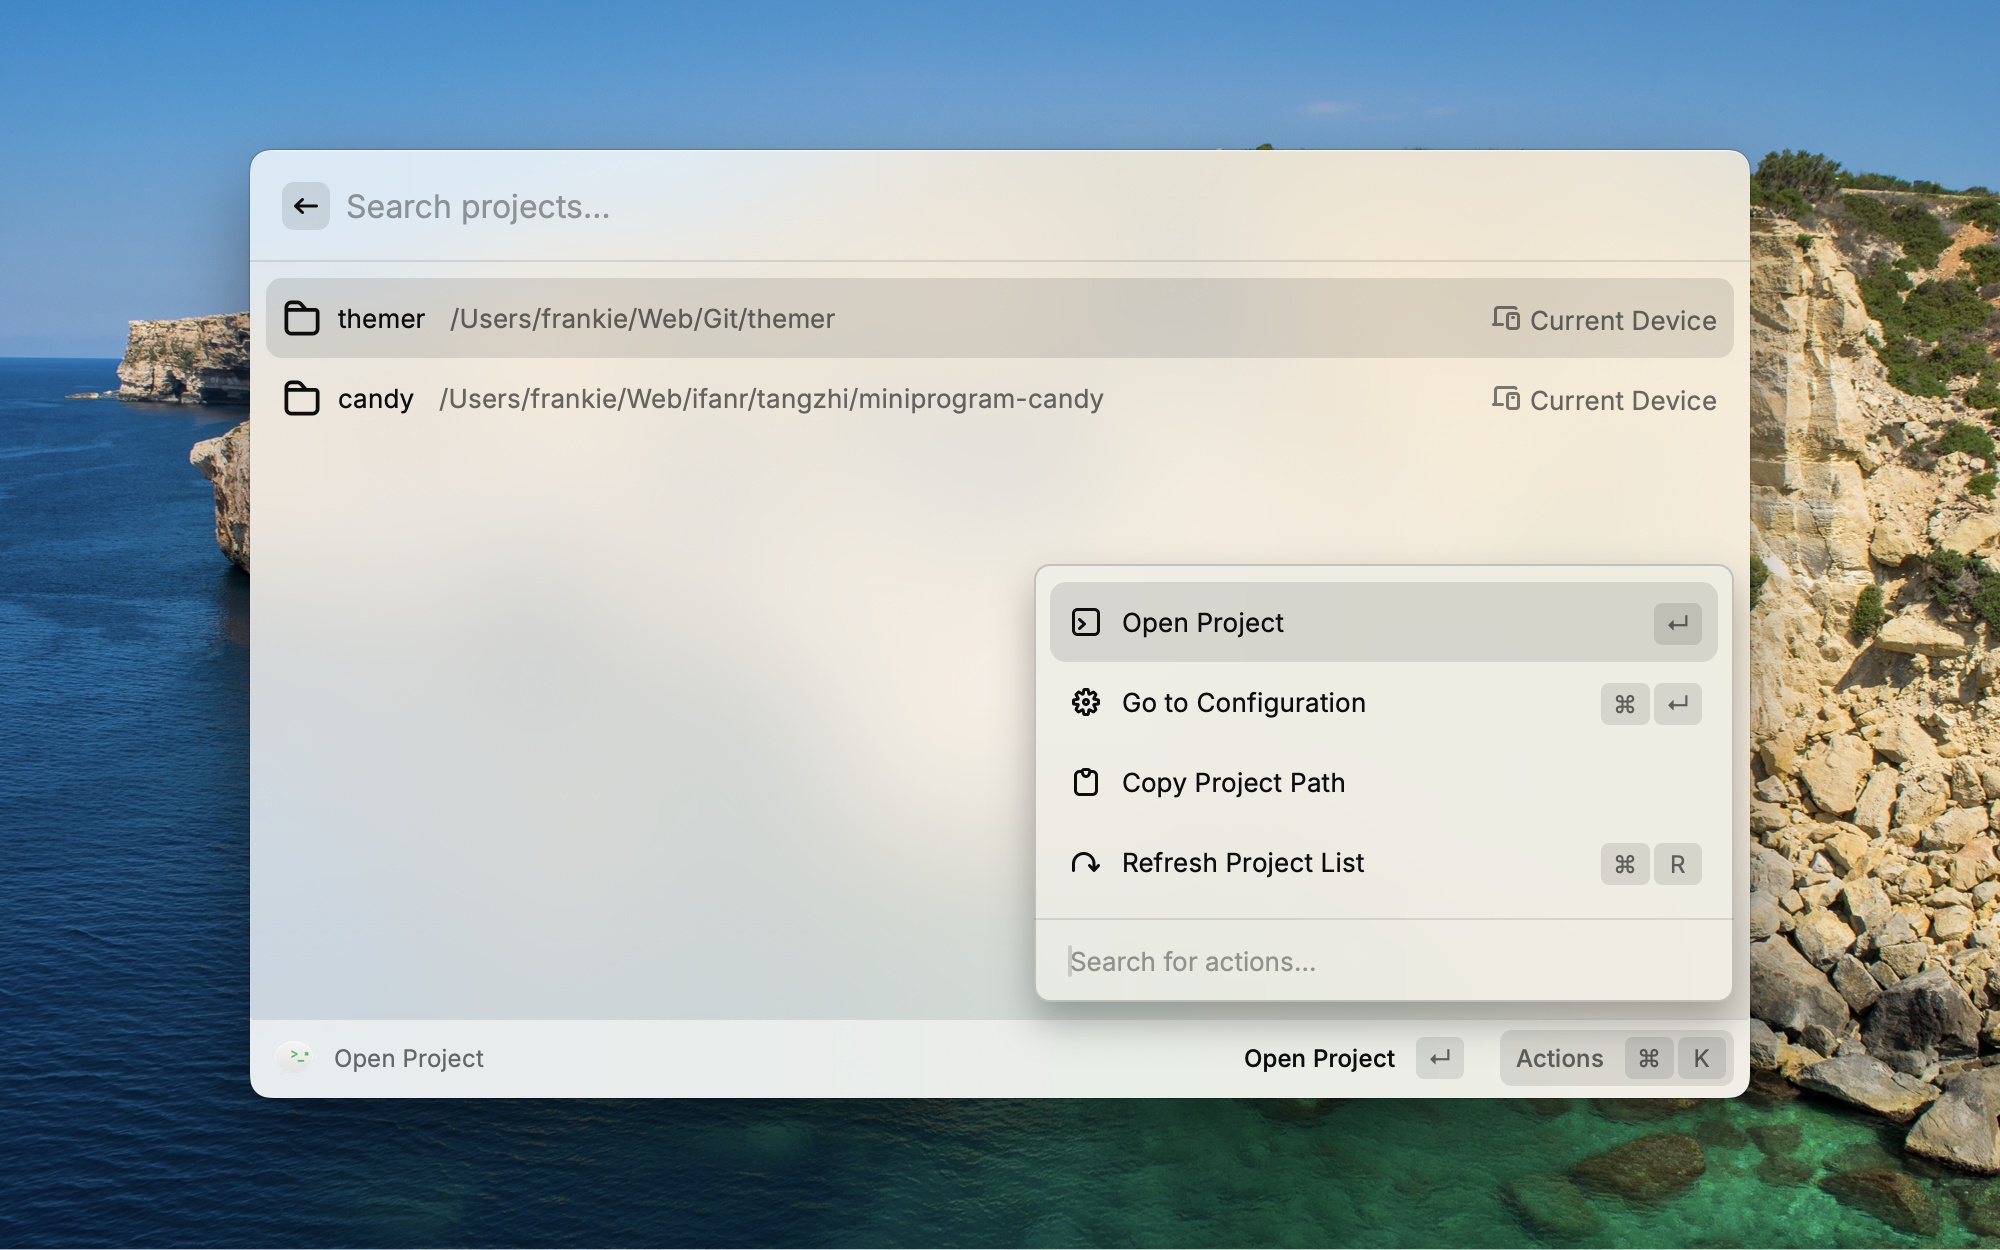 Search projects...
themer /Users/frankie/Web/Git/themer Current Device
candy /Users/frankie/Web/ifanr/tangzhi/miniprogram-candy Current Device
Open Project ↵
Go to Configuration ⌘ ↵
Copy Project Path
Refresh Project List ⌘ R
Search for actions...
Open Project Open Project ↵ Actions ⌘ K